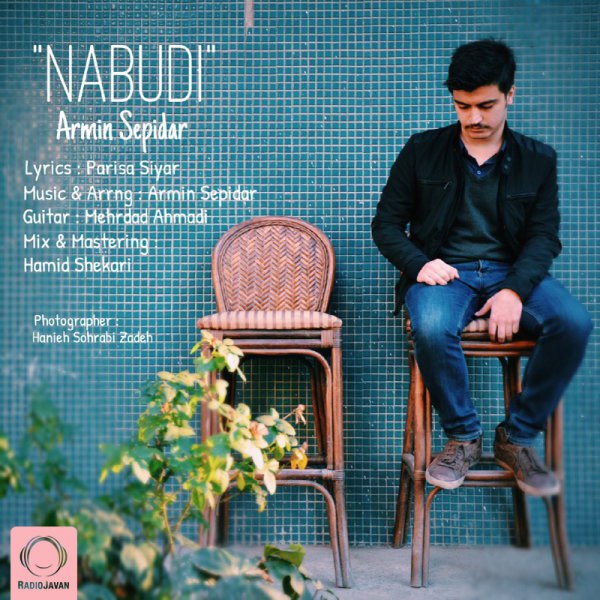 "NABUDI"
Armin Sepidar
Lyrics : Parisa Siyar
Music & Arrng : Armin Sepidar
Guitar : Mehrdad Ahmadi
Mix & Mastering :
Hamid Shekari
Photographer :
Hanieh Sohrabi Zadeh
RADIOJAVAN